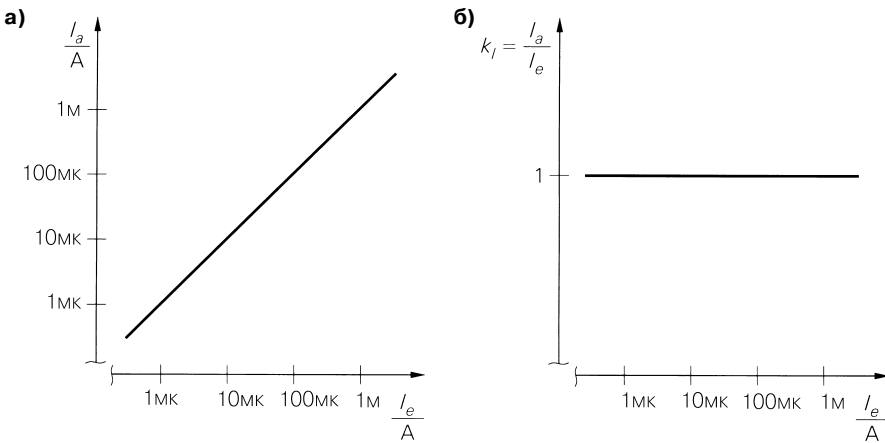 а)
I_a
A
1м
100мк
10мк
1мк
1мк 10мк 100мк 1м I_e
A
б)
k_I = I_a
I_e
1
1мк 10мк 100мк 1м I_e
A